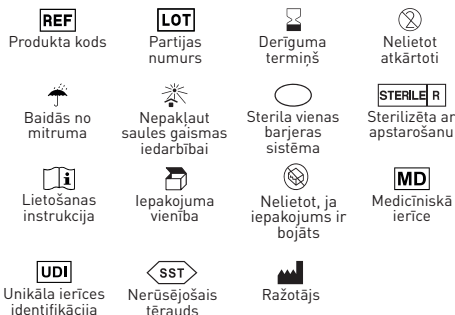 REF
Produkta kods
LOT
Partijas
numurs
Derīguma
termiņš
2
Nelietot
atkārtoti
Baidās no
mitruma
Nepakļaut
saules gaismas
iedarbībai
Sterila vienas
barjeras
sistēma
STERILE R
Sterilizēta ar
apstarošanu
i
Lietošanas
instrukcija
Iepakojuma
vienība
Nelietot, ja
iepakojums ir
bojāts
MD
Medicīniskā
ierīce
UDI
Unikāla ierīces
identifikācija
SST
Nerūsējošais
tērauds
Ražotājs